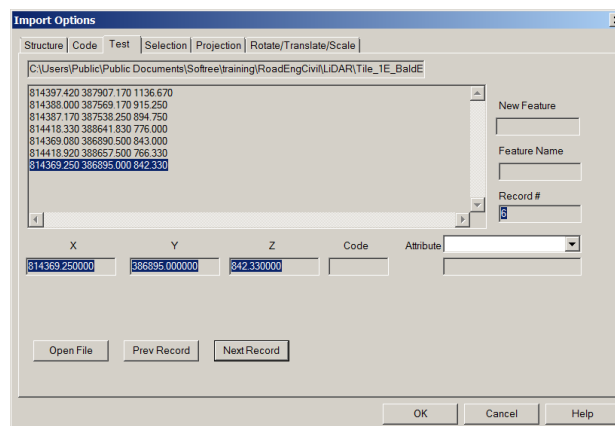 Import Options
Structure Code Test Selection Projection Rotate/Translate/Scale
C:\Users\Public\Public Documents\Softree\training\RoadEngCivil\LiDAR\Tile_1E_BaldE
814397.420 387907.170 1136.670
814388.000 387569.170 915.250
814387.170 387538.250 894.750
814418.330 388641.830 776.000
814369.080 386890.500 843.000
814418.920 388657.500 766.330
814369.250 386895.000 842.330
New Feature
Feature Name
Record #
6
X Y Z Code Attribute
814369.250000 386895.000000 842.330000
Open File Prev Record Next Record
OK Cancel Help